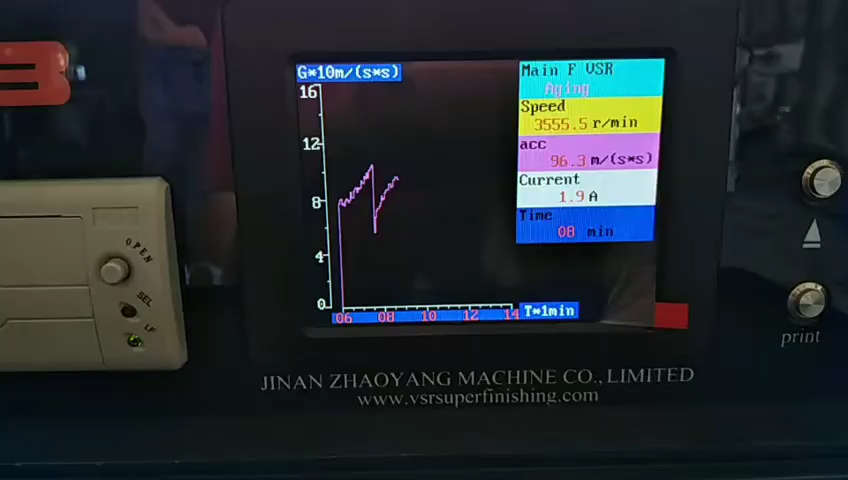 G*10m/(s*s)
16
12
8
4
0
06 08 10 12 14
T*1min
Main F VSR
Aging
Speed
3555.5 r/min
acc
96.3 m/(s*s)
Current
1.9 A
Time
08 min
OPEN
SEL
LF
print
JINAN ZHAOYANG MACHINE CO., LIMITED
www.vsrsuperfinishing.com